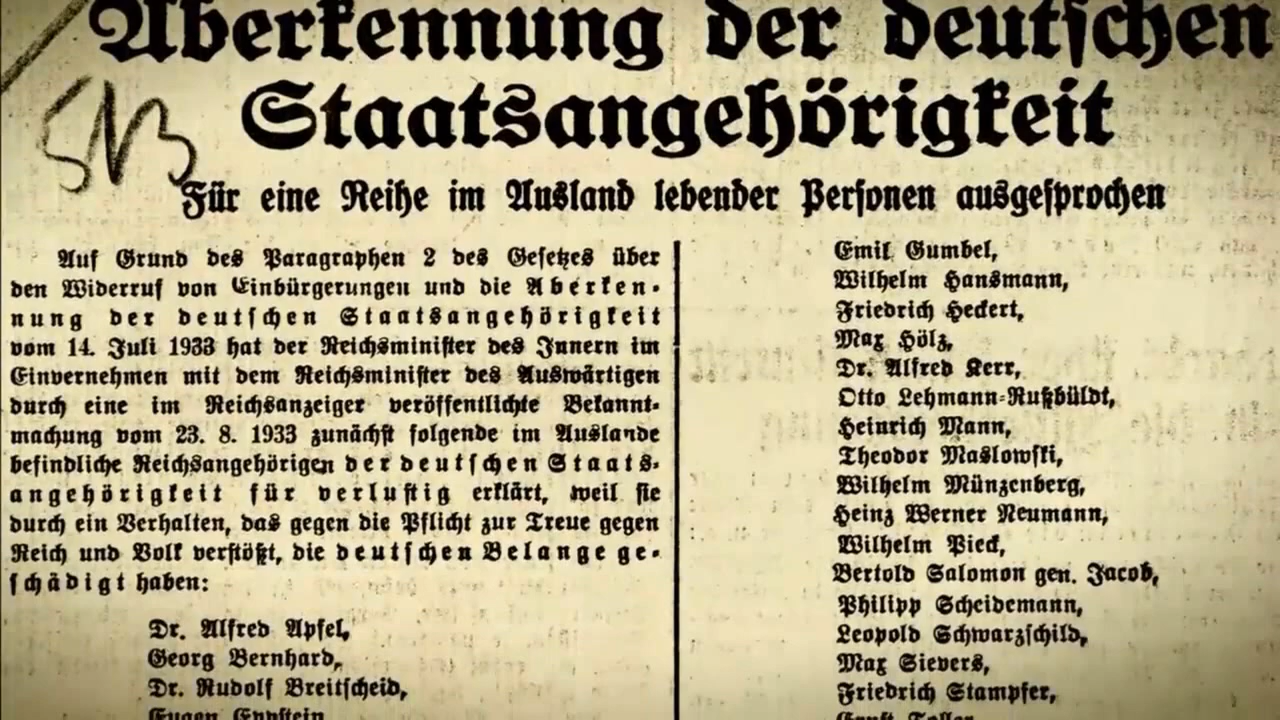 Aberkennung der deutschen
Staatsangehörigkeit
Für eine Reihe im Ausland lebender Personen ausgesprochen
Auf Grund des Paragraphen 2 des Gesetzes über
den Widerruf von Einbürgerungen und die Aberken-
nung der deutschen Staatsangehörigkeit
vom 14. Juli 1933 hat der Reichsminister des Innern im
Einvernehmen mit dem Reichsminister des Auswärtigen
durch eine im Reichsanzeiger veröffentlichte Bekannt-
machung vom 23. 8. 1933 zunächst folgende im Auslande
befindliche Reichsangehörigen der deutschen Staats-
angehörigkeit für verlustig erklärt, weil sie
durch ein Verhalten, das gegen die Pflicht zur Treue gegen
Reich und Volk verstößt, die deutschen Belange ge-
schädigt haben:
Dr. Alfred Apfel,
Georg Bernhard,
Dr. Rudolf Breitscheid,
Eugen Eppstein
Emil Gumbel,
Wilhelm Hansmann,
Friedrich Heckert,
Max Hölz,
Dr. Alfred Kerr,
Otto Lehmann-Rußbüldt,
Heinrich Mann,
Theodor Maslowski,
Wilhelm Münzenberg,
Heinz Werner Neumann,
Wilhelm Pieck,
Bertold Salomon gen. Jacob,
Philipp Scheidemann,
Leopold Schwarzschild,
Max Sievers,
Friedrich Stampfer,
Ernst Toller